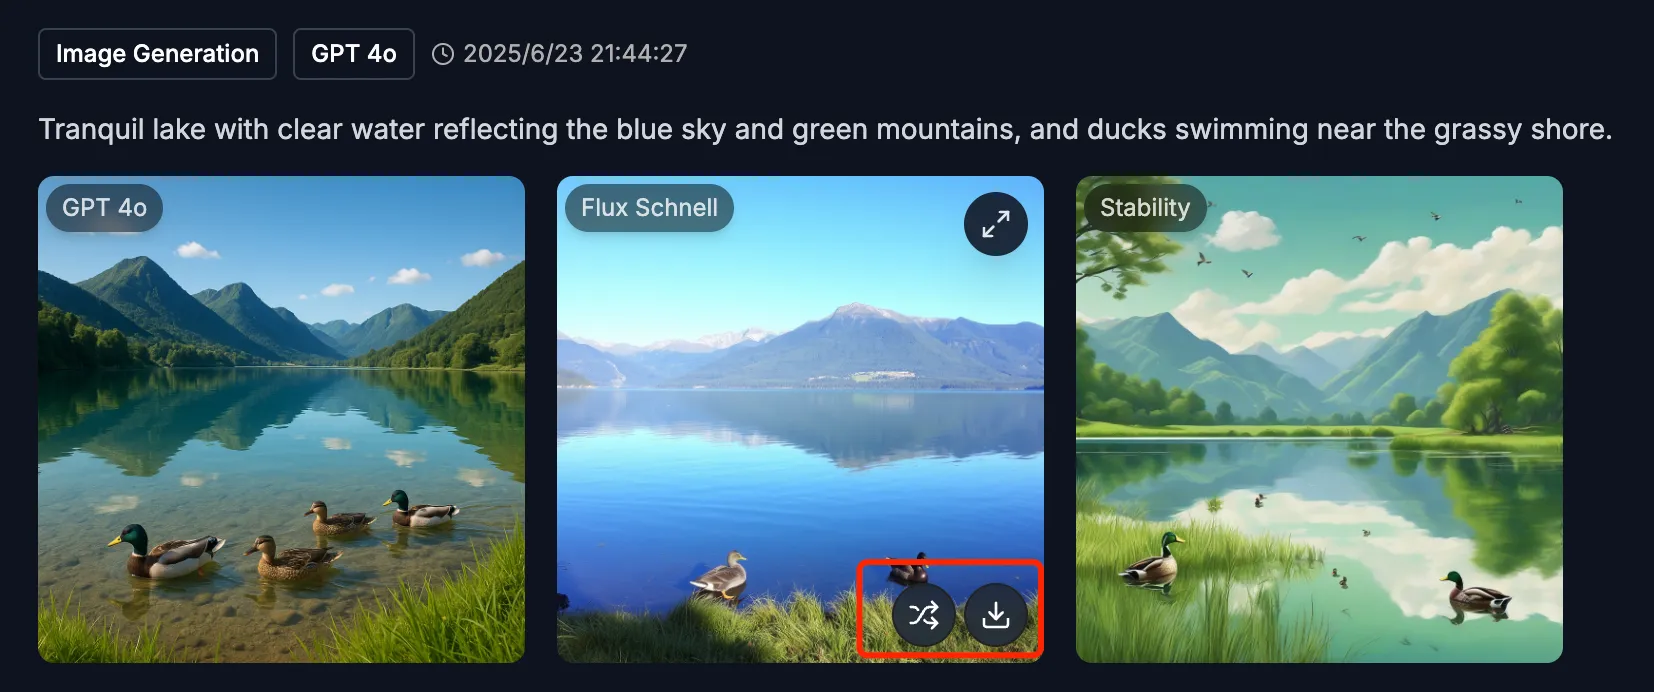 Image Generation
GPT 4o
2025/6/23 21:44:27
Tranquil lake with clear water reflecting the blue sky and green mountains, and ducks swimming near the grassy shore.
GPT 4o
Flux Schnell
Stability